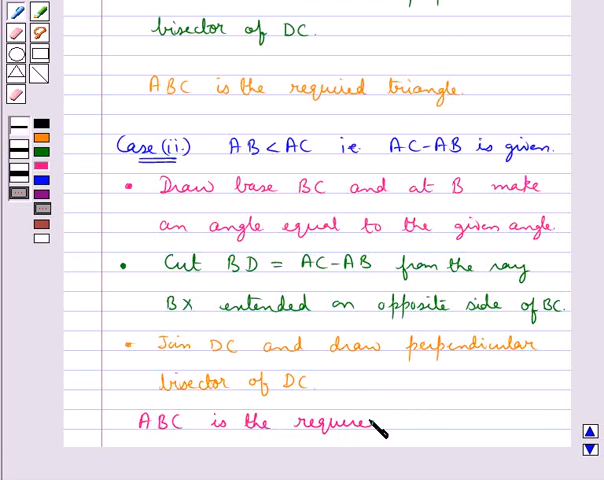 bisector of DC.
ABC is the required triangle.
Case (ii.) AB < AC i.e. AC-AB is given.
• Draw base BC and at B make
an angle equal to the given angle.
• Cut BD = AC-AB from the ray
BX extended on opposite side of BC.
• Join DC and draw perpendicular
bisector of DC.
ABC is the require